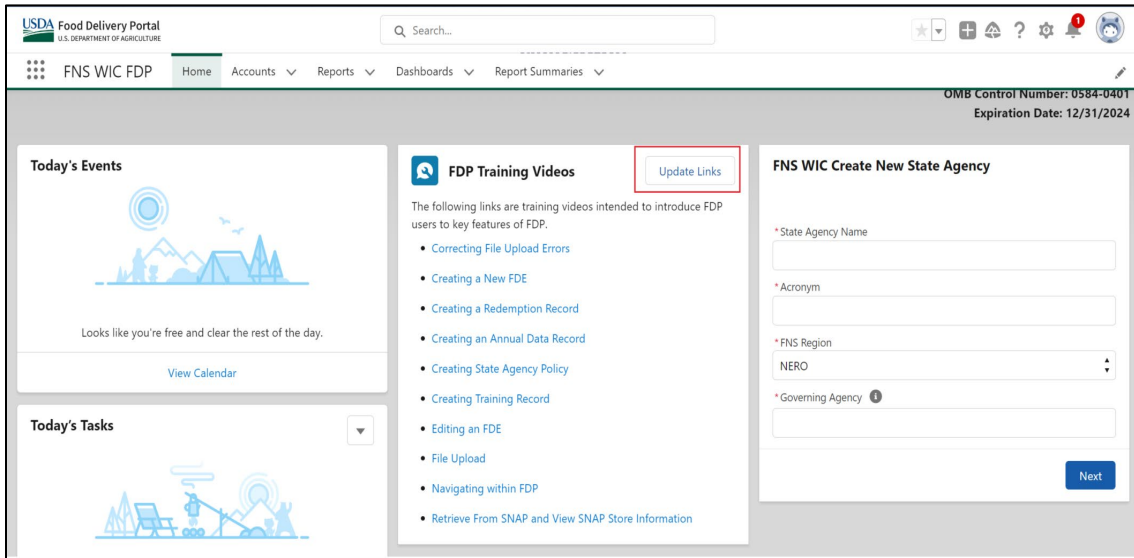 USDA Food Delivery Portal
U.S. DEPARTMENT OF AGRICULTURE
Search...
1
FNS WIC FDP
Home
Accounts
Reports
Dashboards
Report Summaries
OMB Control Number: 0584-0401
Expiration Date: 12/31/2024
Today's Events
Looks like you're free and clear the rest of the day.
View Calendar
Today's Tasks
FDP Training Videos
Update Links
The following links are training videos intended to introduce FDP
users to key features of FDP.
• Correcting File Upload Errors
• Creating a New FDE
• Creating a Redemption Record
• Creating an Annual Data Record
• Creating State Agency Policy
• Creating Training Record
• Editing an FDE
• File Upload
• Navigating within FDP
• Retrieve From SNAP and View SNAP Store Information
FNS WIC Create New State Agency
* State Agency Name
* Acronym
* FNS Region
NERO
* Governing Agency
Next